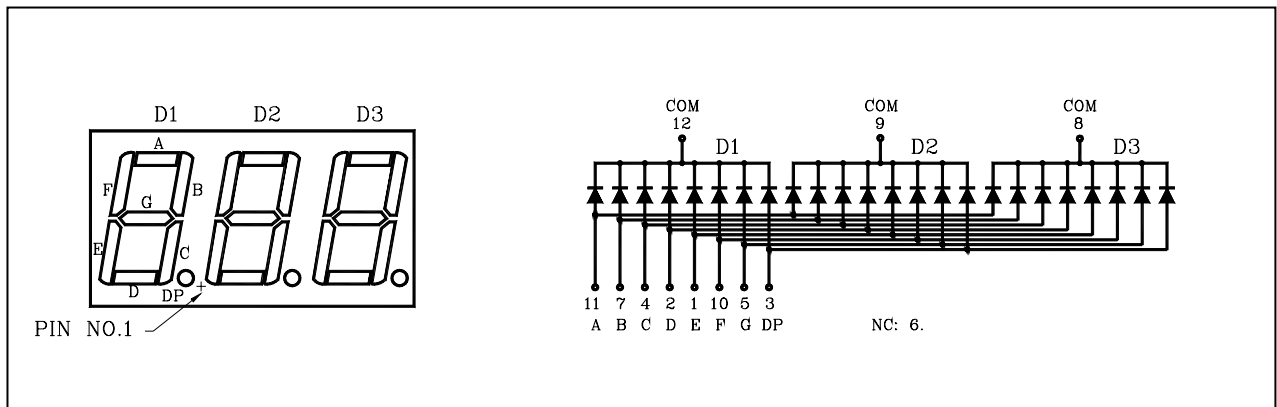 D1 D2 D3
A
F B
G
E C
D DP +
PIN NO.1
COM COM COM
12 9 8
D1 D2 D3
11 7 4 2 1 10 5 3
A B C D E F G DP NC: 6.